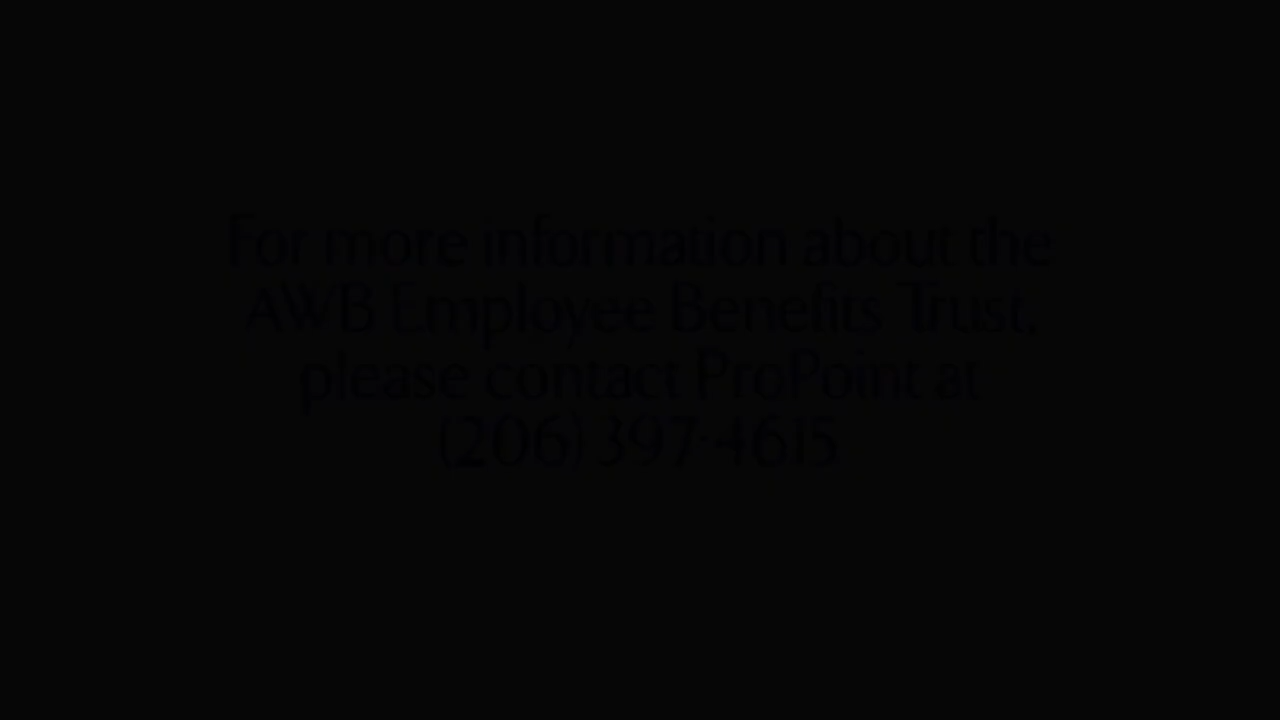 For more information about the
AWB Employee Benefits Trust,
please contact ProPoint at
(206) 397-4615